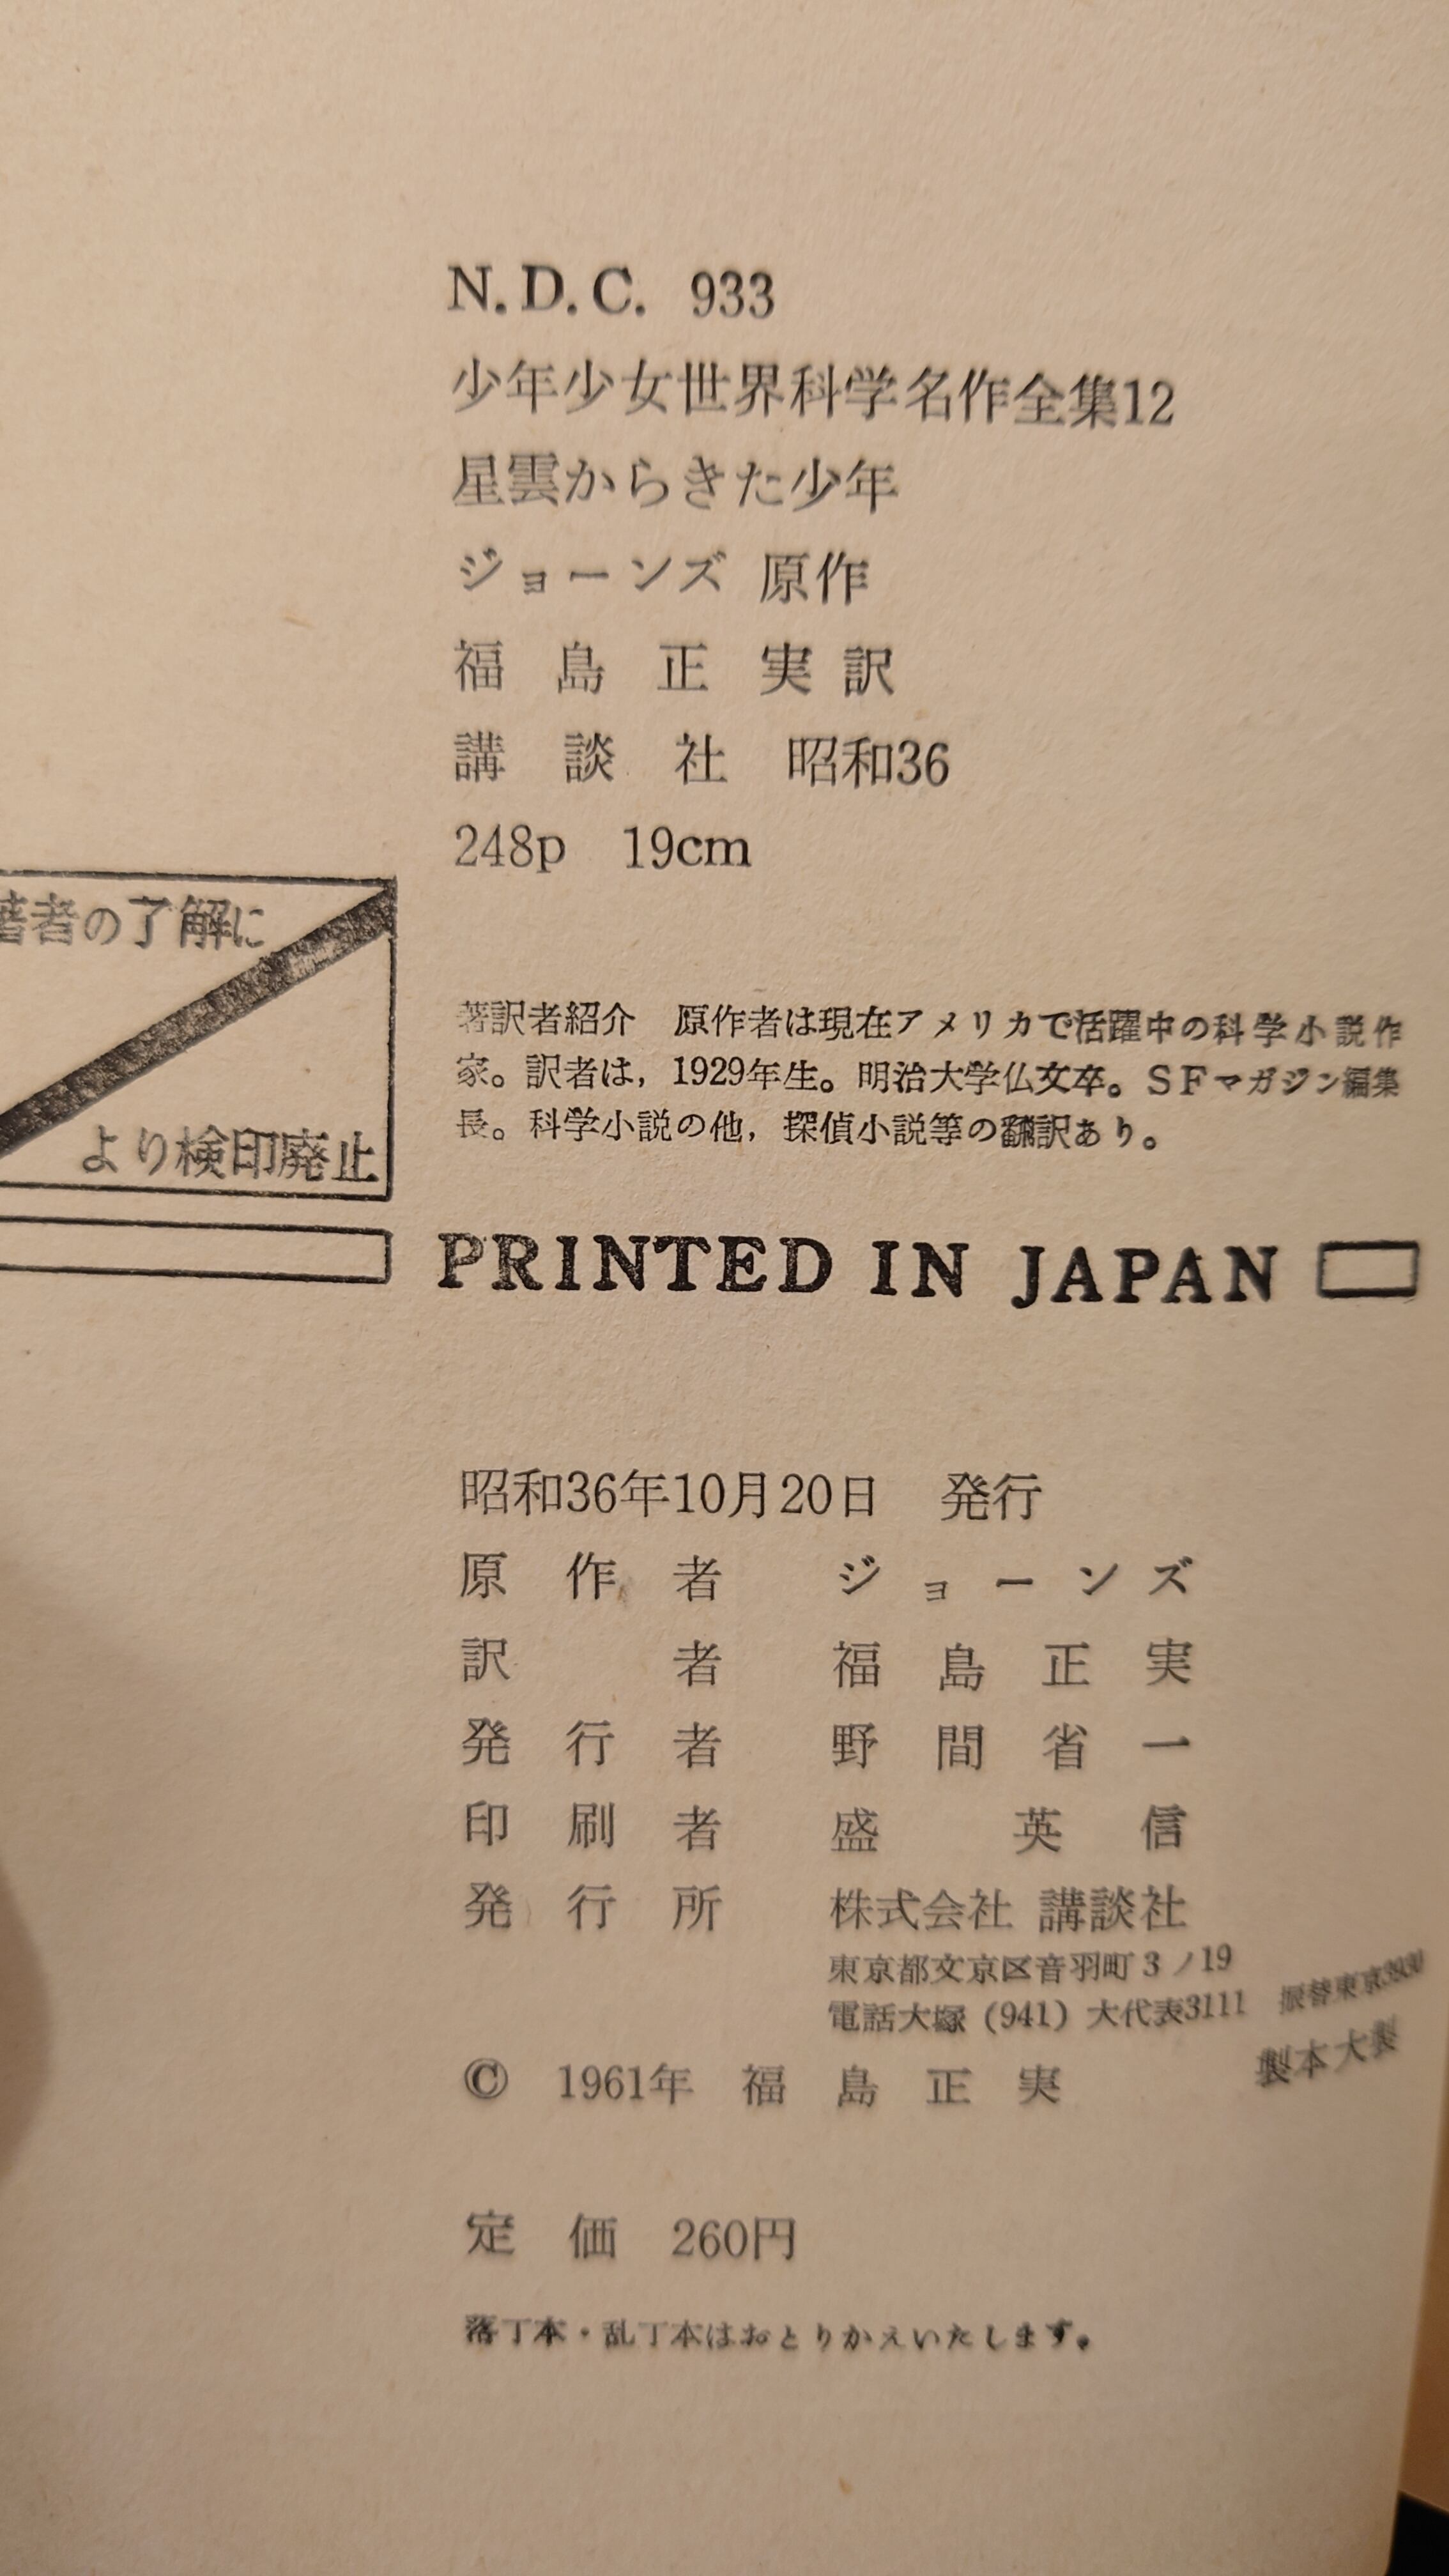 N.D.C. 933
少年少女世界科学名作全集12
星雲からきた少年
ジョーンズ 原作
福島正実訳
講談社 昭和36
248p 19cm
著者の了解に
より検印廃止
著訳者紹介 原作者は現在アメリカで活躍中の科学小説作
家。訳者は，1929年生。明治大学仏文卒。SFマガジン編集
長。科学小説の他，探偵小説等の翻訳あり。
PRINTED IN JAPAN
昭和36年10月20日 発行
原作者 ジョーンズ
訳者 福島正実
発行者 野間省一
印刷者 盛英信
発行所 株式会社 講談社
東京都文京区音羽町3ノ19
電話大塚（941）大代表3111 振替東京3930
製本大製
© 1961年 福島正実
定価 260円
落丁本・乱丁本はおとりかえいたします。